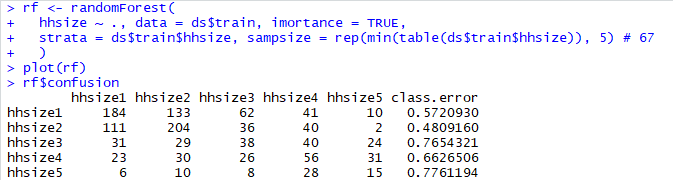 > rf <- randomForest(
+   hhsize ~ ., data = ds$train, imortance = TRUE,
+   strata = ds$train$hhsize, sampsize = rep(min(table(ds$train$hhsize)), 5) # 67
+   )
> plot(rf)
> rf$confusion
        hhsize1 hhsize2 hhsize3 hhsize4 hhsize5 class.error
hhsize1     184     133      62      41      10   0.5720930
hhsize2     111     204      36      40       2   0.4809160
hhsize3      31      29      38      40      24   0.7654321
hhsize4      23      30      26      56      31   0.6626506
hhsize5       6      10       8      28      15   0.7761194